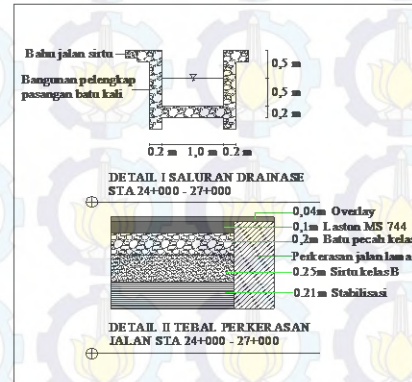 Bahu jalan sirtu
Bangunan pelengkap
pasangan batu kali
0,5 m
0,5 m
0,2 m
0.2 m 1,0 m 0.2 m
DETAIL I SALURAN DRAINASE
STA 24+000 - 27+000
0,04m Overlay
0,1m Laston MS 744
0,2m Batu pecah kelas
Perkerasan jalan lama
0.25m Sirtu kelas B
0.21m Stabilisasi
DETAIL II TEBAL PERKERASAN
JALAN STA 24+000 - 27+000